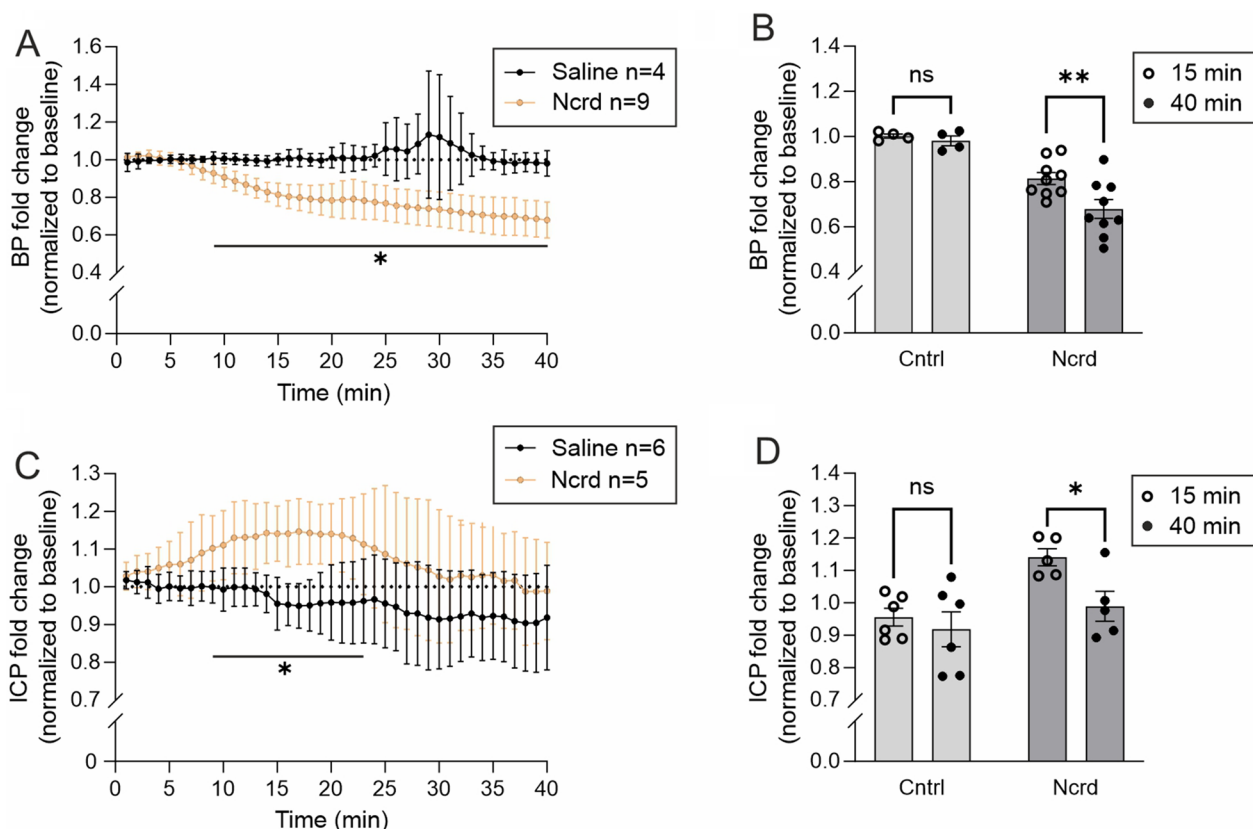 A
BP fold change
(normalized to baseline)
1.6
1.4
1.2
1.0
0.8
0.6
0.4
0.0
0 5 10 15 20 25 30 35 40
Time (min)
Saline n=4
Ncrd n=9
*
B
BP fold change
(normalized to baseline)
1.4
1.2
1.0
0.8
0.6
0.4
0.0
ns
**
Cntrl Ncrd
15 min
40 min
C
ICP fold change
(normalized to baseline)
1.3
1.2
1.1
1.0
0.9
0.8
0.7
0
0 5 10 15 20 25 30 35 40
Time (min)
Saline n=6
Ncrd n=5
*
D
ICP fold change
(normalized to baseline)
1.4
1.3
1.2
1.1
1.0
0.9
0.8
0.7
0.0
ns
*
Cntrl Ncrd
15 min
40 min